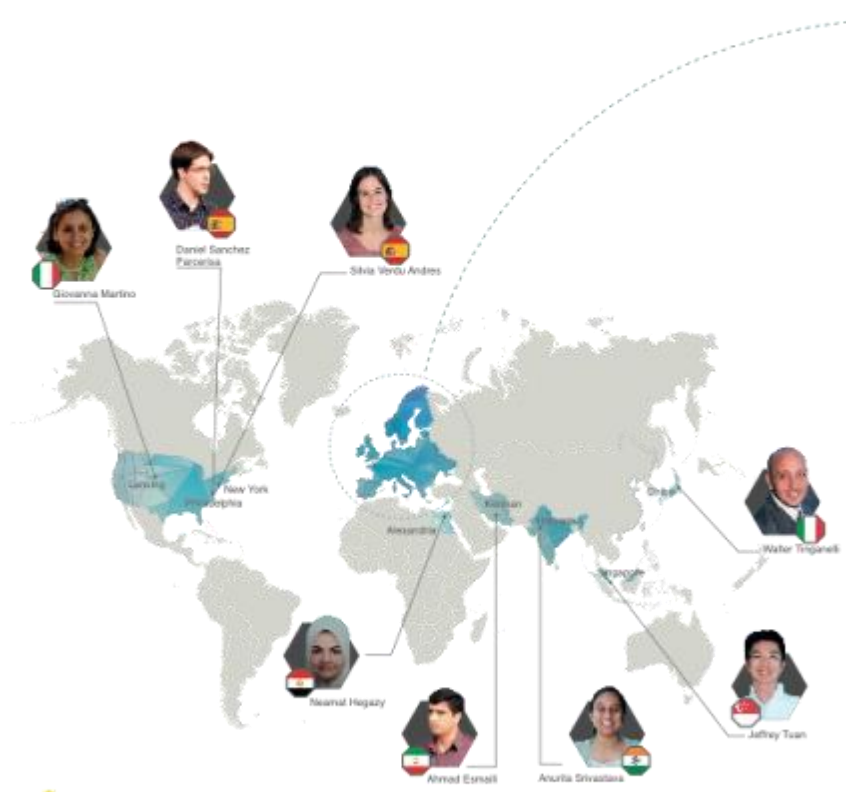 Daniel Sanchez
Parcerisa
Silvia Verdu Andres
Giovanna Martino
Lansing
New York
Philadelphia
Alexandria
Walter Tinganelli
Singapore
Neamat Hegazy
Jeffrey Tuan
Ahmad Esmaili
Anurita Srivastava